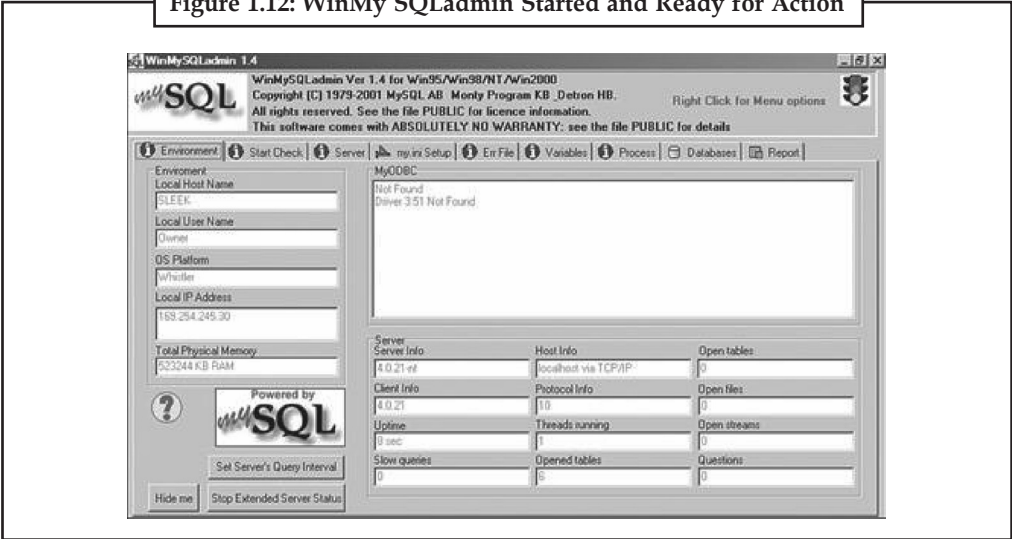 Figure 1.12: WinMy SQLadmin Started and Ready for Action
WinMySQLadmin 1.4
mySQL
WinMySQLadmin Ver 1.4 for Win95/Win98/NT/Win2000
Copyright (C) 1979-2001 MySQL AB Monty Program KB _Detron HB.
All rights reserved. See the file PUBLIC for licence information.
This software comes with ABSOLUTELY NO WARRANTY: see the file PUBLIC for details
Right Click for Menu options
Environment Start Check Server my.ini Setup Err File Variables Process Databases Report
Enviroment
Local Host Name
SLEEK
Local User Name
Owner
OS Platform
Whistler
Local IP Address
169.254.245.30
Total Physical Memory
523244 KB RAM
MyODBC
Not Found
Driver 3.51 Not Found
Server
Server Info
4.0.21-nt
Host Info
localhost via TCP/IP
Open tables
0
Client Info
4.0.21
Protocol Info
10
Open files
0
Uptime
8 sec
Threads running
1
Open streams
0
Slow queries
0
Opened tables
6
Questions
0
Powered by
mySQL
Set Server's Query Interval
Hide me
Stop Extended Server Status